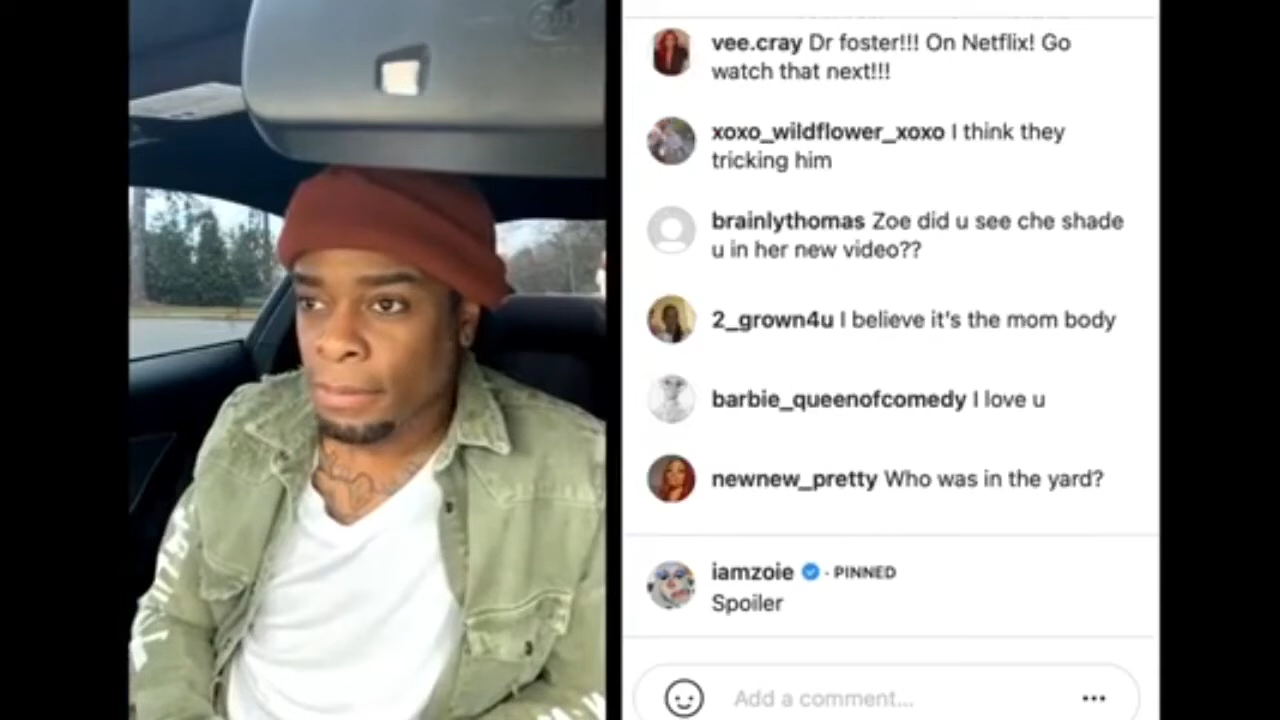 vee.cray Dr foster!!! On Netflix! Go
watch that next!!!
xoxo_wildflower_xoxo I think they
tricking him
brainlythomas Zoe did u see che shade
u in her new video??
2_grown4u I believe it's the mom body
barbie_queenofcomedy I love u
newnew_pretty Who was in the yard?
iamzoie · PINNED
Spoiler
Add a comment...